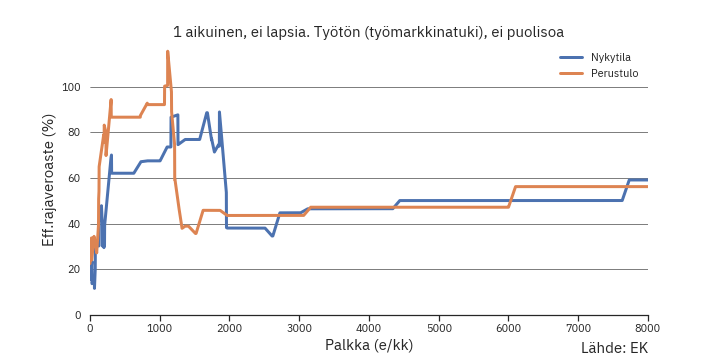 1 aikuinen, ei lapsia. Työtön (työmarkkinatuki), ei puolisoa
Nykytila
Perustulo
Eff.rajaveroaste (%)
100
80
60
40
20
0
0 1000 2000 3000 4000 5000 6000 7000 8000
Palkka (e/kk)
Lähde: EK